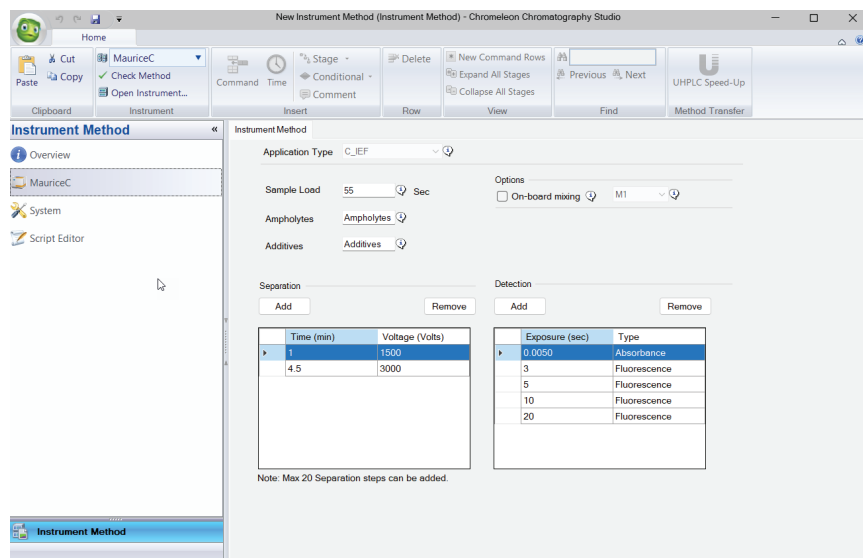 New Instrument Method (Instrument Method) - Chromeleon Chromatography Studio
Home
Paste
Cut
Copy
Clipboard
MauriceC
Check Method
Open Instrument...
Instrument
Command
Time
Stage
Conditional
Comment
Insert
Delete
Row
New Command Rows
Expand All Stages
Collapse All Stages
View
Previous
Next
Find
UHPLC Speed-Up
Method Transfer
Instrument Method «
Overview
MauriceC
System
Script Editor
Instrument Method
Instrument Method
Application Type C_IEF
Sample Load 55 Sec
Ampholytes Ampholytes
Additives Additives
Options
On-board mixing M1
Separation
Add Remove
Time (min) Voltage (Volts)
1 1500
4.5 3000
Note: Max 20 Separation steps can be added.
Detection
Add Remove
Exposure (sec) Type
0.0050 Absorbance
3 Fluorescence
5 Fluorescence
10 Fluorescence
20 Fluorescence